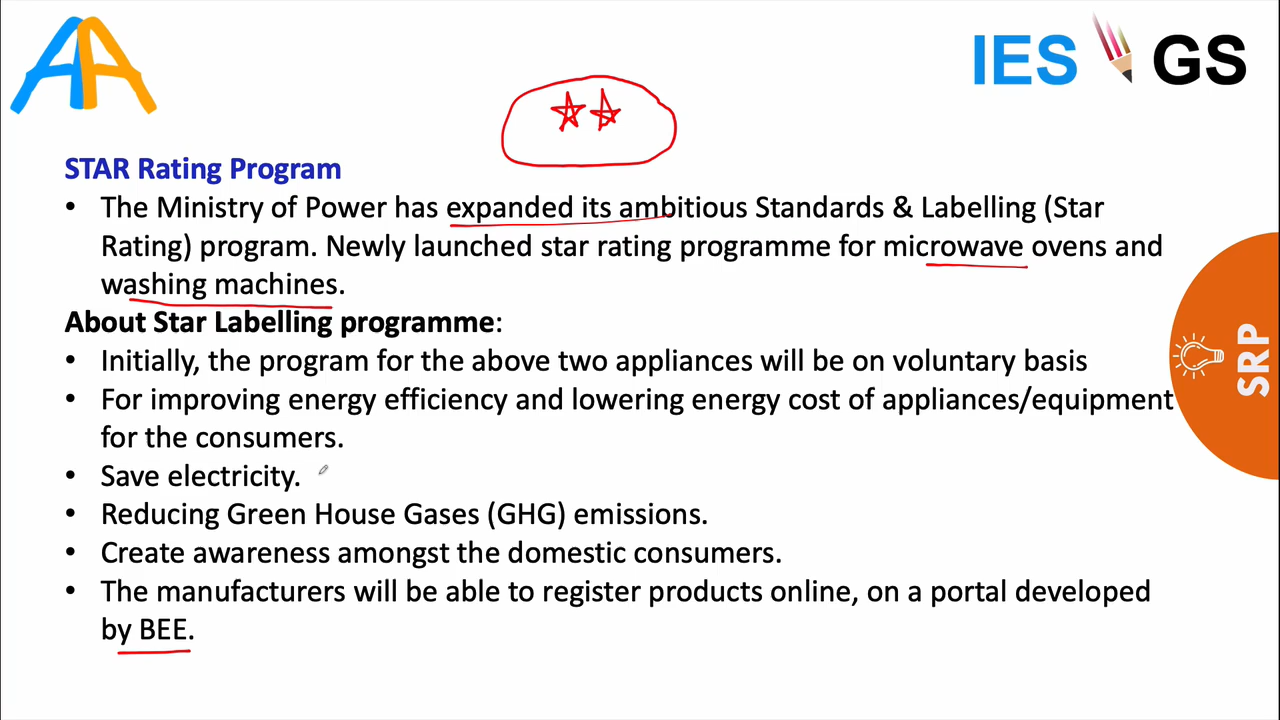 IES GS
STAR Rating Program
• The Ministry of Power has expanded its ambitious Standards & Labelling (Star
Rating) program. Newly launched star rating programme for microwave ovens and
washing machines.
About Star Labelling programme:
• Initially, the program for the above two appliances will be on voluntary basis
• For improving energy efficiency and lowering energy cost of appliances/equipment
for the consumers.
• Save electricity.
• Reducing Green House Gases (GHG) emissions.
• Create awareness amongst the domestic consumers.
• The manufacturers will be able to register products online, on a portal developed
by BEE.
SRP